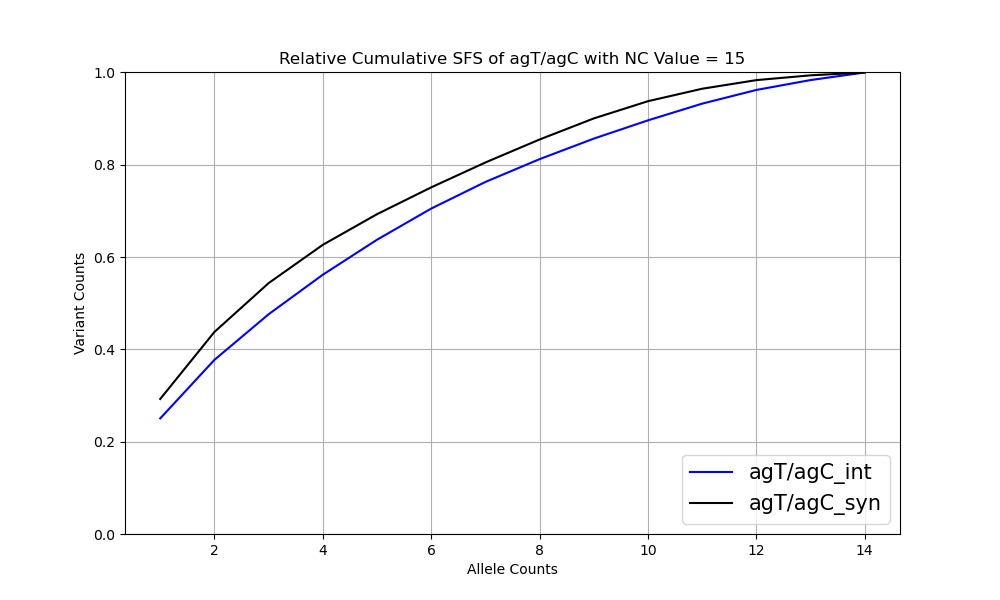 Relative Cumulative SFS of agT/agC with NC Value = 15
1.0
0.8
0.6
0.4
0.2
0.0
Variant Counts
agT/agC_int
agT/agC_syn
2 4 6 8 10 12 14
Allele Counts